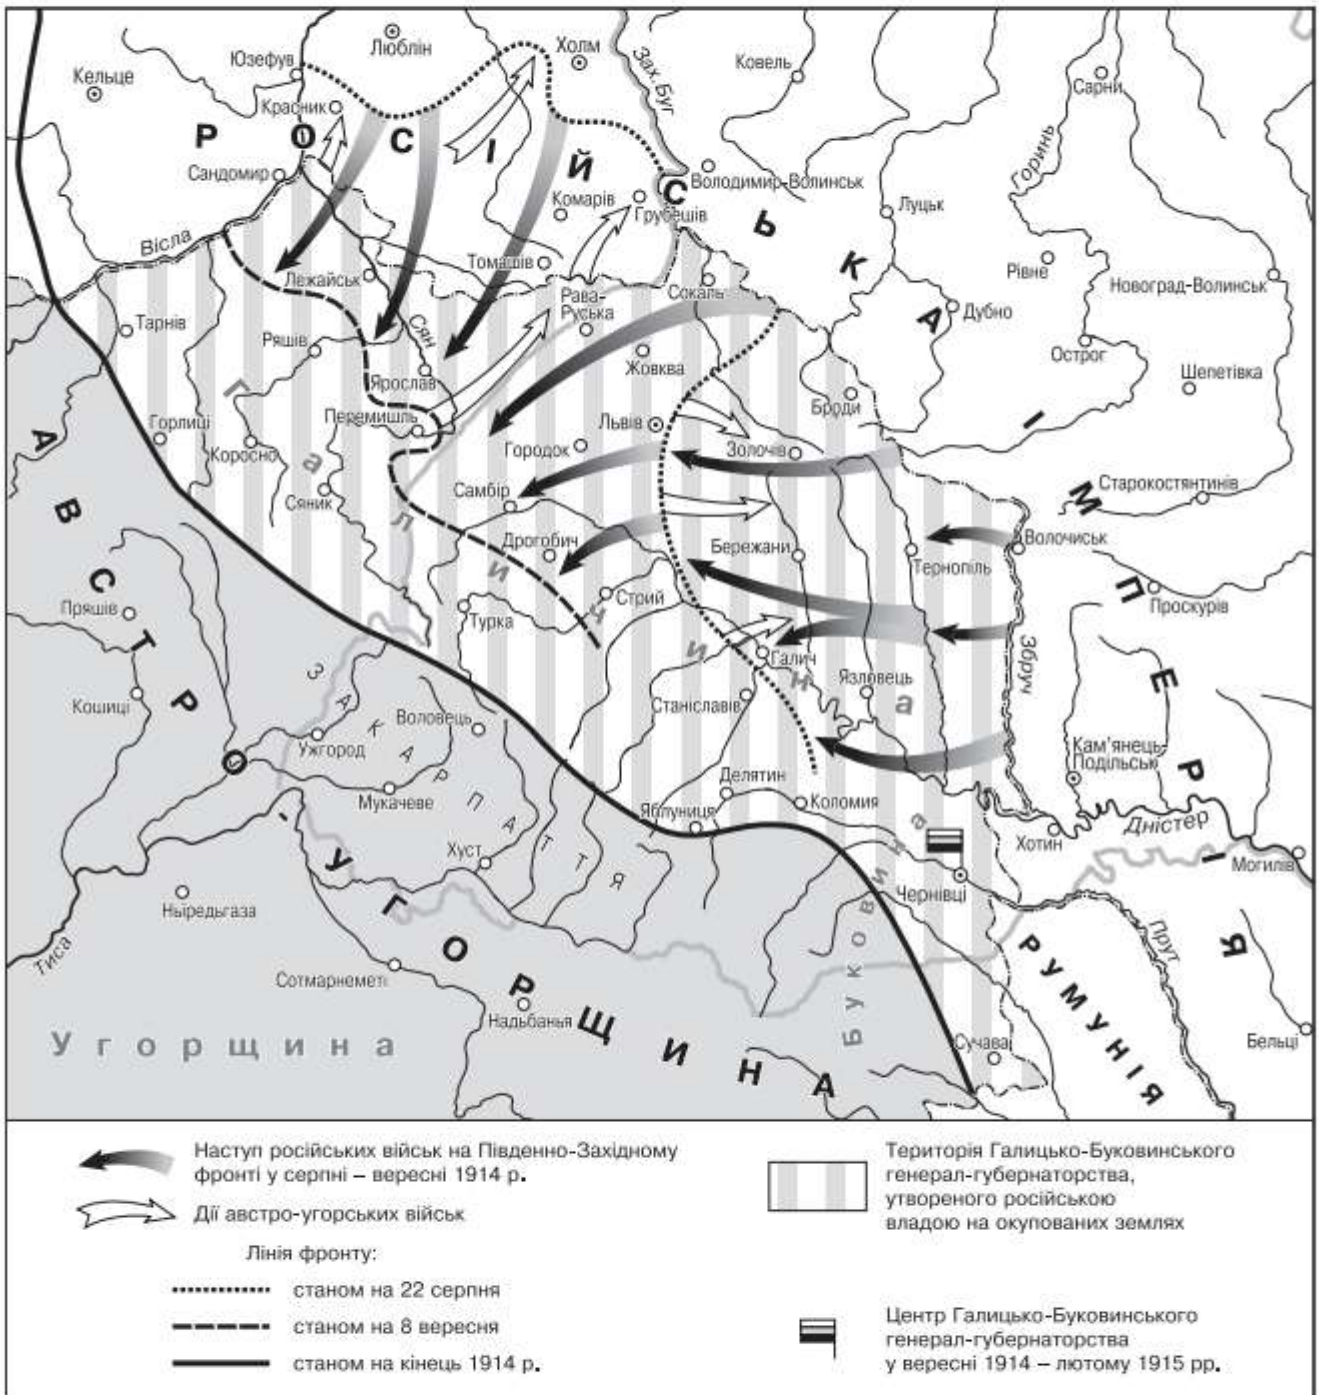 Люблін
Холм
Юзефув
Кельце
Зах. Буг
Ковель
Сарни
Красник
РОСІЙСЬКА ІМПЕРІЯ
Горинь
Сандомир
Володимир-Волинськ
Комарів
Грубешів
Луцьк
Вісла
Томашів
Лежайськ
Рівне
Новоград-Волинськ
Сокаль
Рава-
Руська
Дубно
Тарнів
Сян
Ряшів
Острог
Жовква
Шепетівка
Ярослав
Броди
Перемишль
Горлиці
Львів
Коросно
Городок
Золочів
Галичина
Самбір
Сяник
Старокостянтинів
АВСТРО-УГОРЩИНА
Дрогобич
Бережани
Волочиськ
Тернопіль
Пряшів
Стрий
Турка
Проскурів
Збруч
Галич
Язловець
Кошиці
Воловець
Станіславів
Ужгород
ЗАКАРПАТТЯ
Кам’янець-
Подільськ
Делятин
Мукачеве
Коломия
Яблуниця
Дністер
Хотин
Хуст
Могилів
Чернівці
Ньіредьгаза
Буковина
Тиса
Прут
РУМУНІЯ
Сотмарнеметі
Надьбанья
Угорщина
Сучава
Бельці
Наступ російських військ на Південно-Західному
фронті у серпні – вересні 1914 р.
Дії австро-угорських військ
Лінія фронту:
станом на 22 серпня
станом на 8 вересня
станом на кінець 1914 р.
Територія Галицько-Буковинського
генерал-губернаторства,
утвореного російською
владою на окупованих землях
Центр Галицько-Буковинського
генерал-губернаторства
у вересні 1914 – лютому 1915 рр.